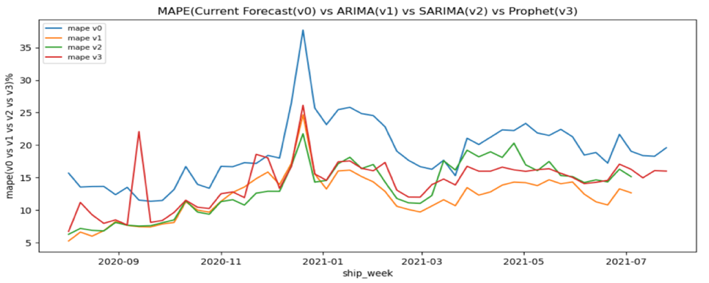 MAPE(Current Forecast(v0) vs ARIMA(v1) vs SARIMA(v2) vs Prophet(v3)
mape v0
mape v1
mape v2
mape v3
mape(v0 vs v1 vs v2 vs v3)%
35
30
25
20
15
10
5
2020-09 2020-11 2021-01 2021-03 2021-05 2021-07
ship_week